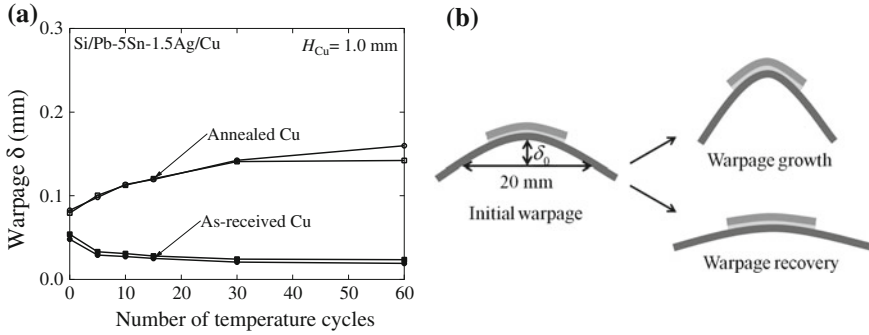 (a)
Si/Pb-5Sn-1.5Ag/Cu
H_Cu= 1.0 mm
Annealed Cu
As-received Cu
Warpage δ (mm)
0.3
0.2
0.1
0.0
0 10 20 30 40 50 60
Number of temperature cycles
(b)
δ₀
20 mm
Initial warpage
Warpage growth
Warpage recovery